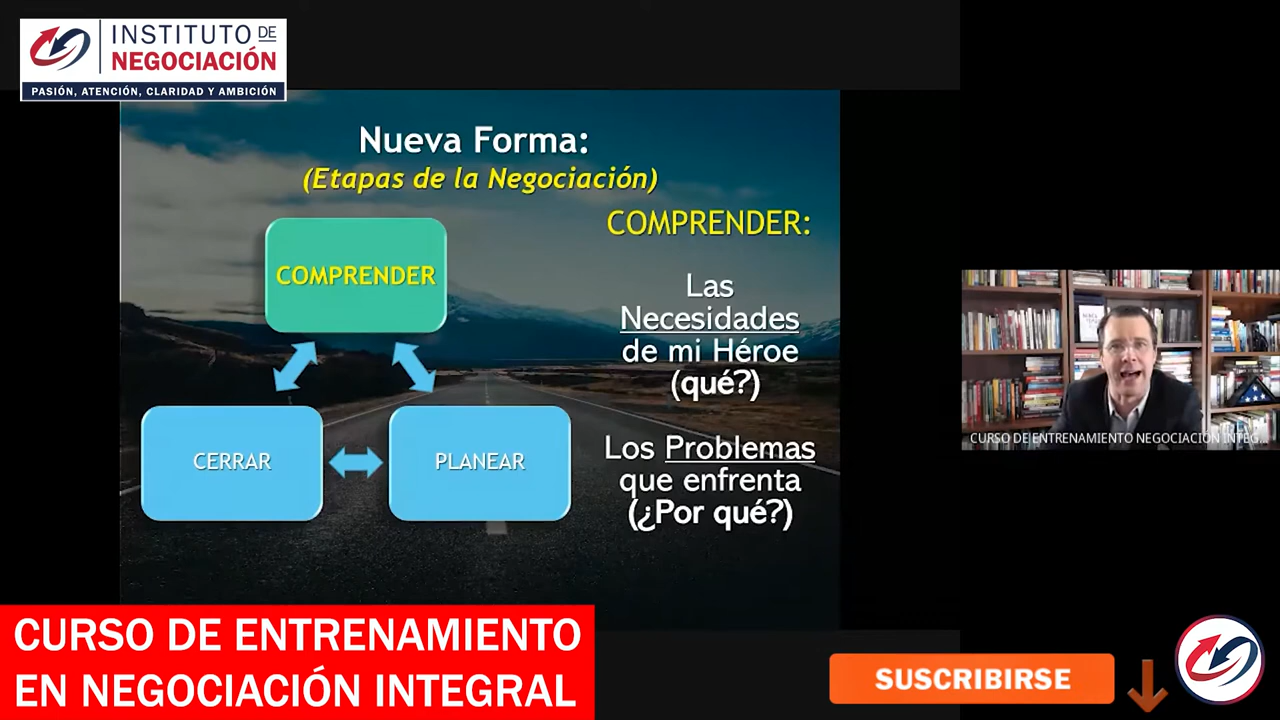 INSTITUTO DE
NEGOCIACIÓN
PASIÓN, ATENCIÓN, CLARIDAD Y AMBICIÓN
Nueva Forma:
(Etapas de la Negociación)
COMPRENDER:
COMPRENDER
Las
Necesidades
de mi Héroe
(qué?)
CERRAR
PLANEAR
Los Problemas
que enfrenta
(¿Por qué?)
CURSO DE ENTRENAMIENTO NEGOCIACIÓN INTEG...
CURSO DE ENTRENAMIENTO
EN NEGOCIACIÓN INTEGRAL
SUSCRIBIRSE